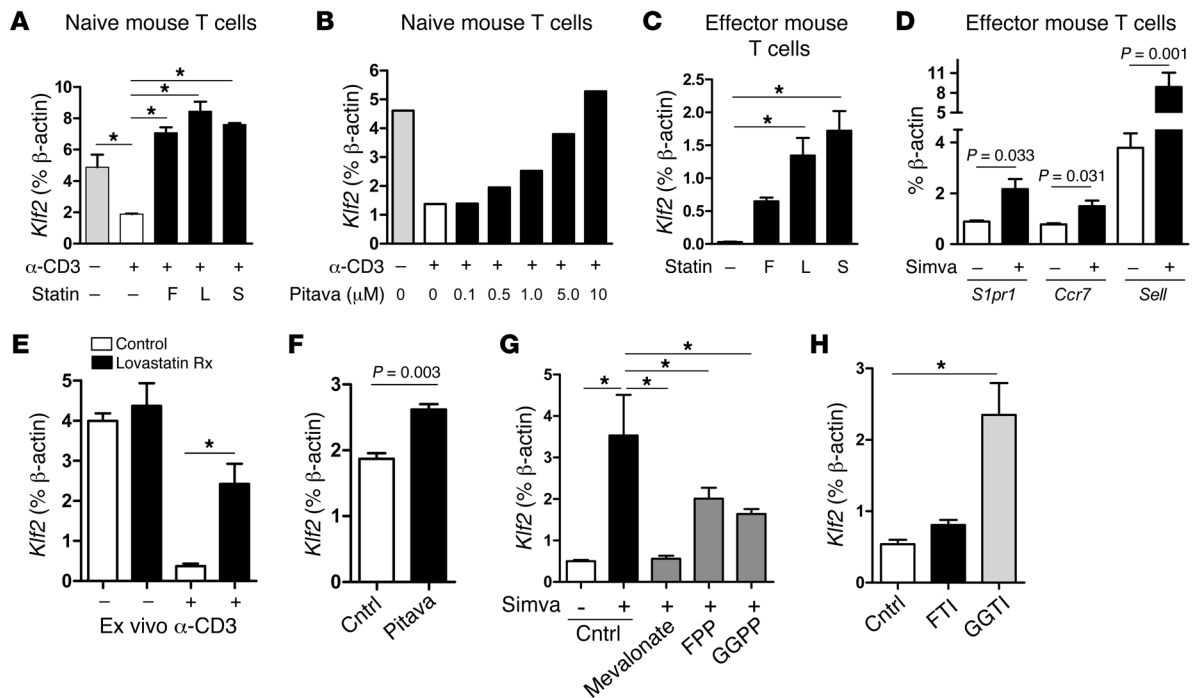 A Naive mouse T cells
Klf2 (% β-actin)
10
8
6
4
2
0
* * * *
α-CD3 – + + + +
Statin – – F L S
B Naive mouse T cells
Klf2 (% β-actin)
6
5
4
3
2
1
0
α-CD3 – + + + + + +
Pitava (μM) 0 0 0.1 0.5 1.0 5.0 10
C Effector mouse
T cells
Klf2 (% β-actin)
2.5
2.0
1.5
1.0
0.5
0.0
* *
Statin – F L S
D Effector mouse T cells
% β-actin
11
8
4
2
0
P = 0.001
P = 0.033
P = 0.031
Simva – + – + – +
S1pr1 Ccr7 Sell
E
Control
Lovastatin Rx
Klf2 (% β-actin)
5
4
3
2
1
0
*
– – + +
Ex vivo α-CD3
F
Klf2 (% β-actin)
3
2
1
0
P = 0.003
Cntrl Pitava
G
Klf2 (% β-actin)
5
4
3
2
1
0
* * * *
Simva - + + + +
Cntrl Mevalonate FPP GGPP
H
Klf2 (% β-actin)
3
2
1
0
*
Cntrl FTI GGTI